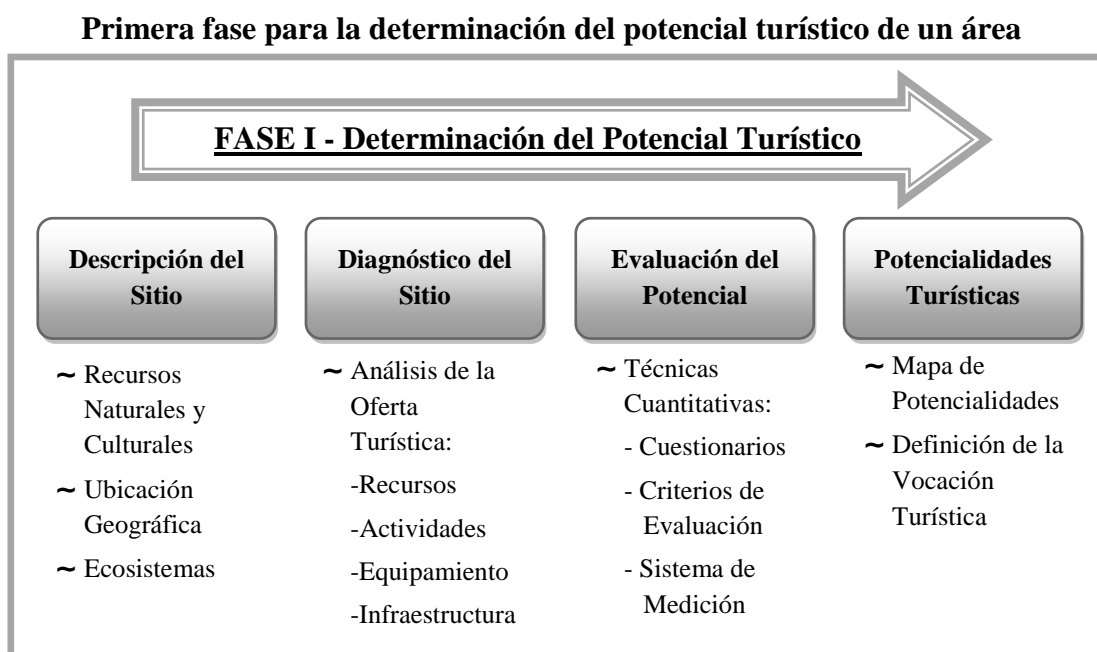 Primera fase para la determinación del potencial turístico de un área
FASE I - Determinación del Potencial Turístico
Descripción del
Sitio
~ Recursos
Naturales y
Culturales
~ Ubicación
Geográfica
~ Ecosistemas
Diagnóstico del
Sitio
~ Análisis de la
Oferta
Turística:
-Recursos
-Actividades
-Equipamiento
-Infraestructura
Evaluación del
Potencial
~ Técnicas
Cuantitativas:
- Cuestionarios
- Criterios de
Evaluación
- Sistema de
Medición
Potencialidades
Turísticas
~ Mapa de
Potencialidades
~ Definición de la
Vocación
Turística